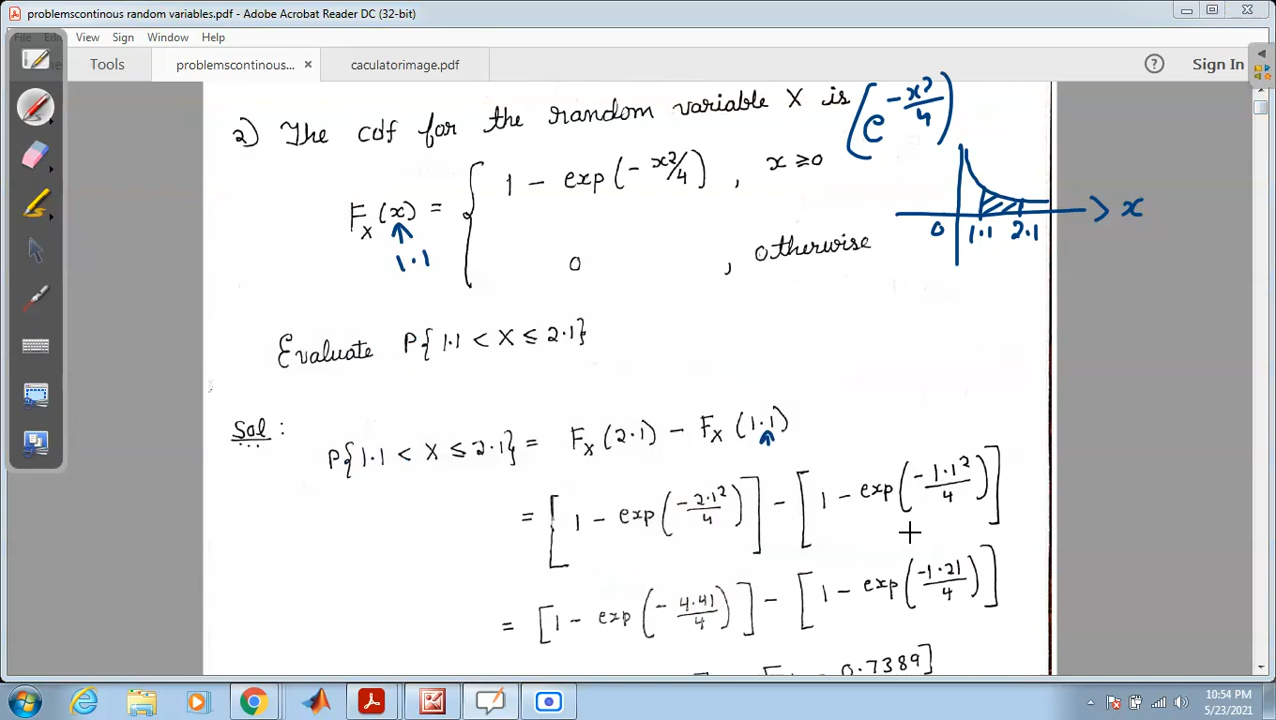 problemscontinous random variables.pdf - Adobe Acrobat Reader DC (32-bit)
File Edit View Sign Window Help
Tools problemscontinous... × caculatorimage.pdf ? Sign In
2) The cdf for the random variable X is (e^{-x²/4})
F_X(x) = { 1 - exp(-x²/4) , x ≥ 0
0 , otherwise
1.1
0 1.1 2.1 > x
Evaluate P{1.1 < X ≤ 2.1}
Sol:
P{1.1 < X ≤ 2.1} = F_X(2.1) - F_X(1.1)
= [1 - exp(-2.1²/4)] - [1 - exp(-1.1²/4)]
= [1 - exp(-4.41/4)] - [1 - exp(-1.21/4)]
0.7389]
10:54 PM
5/23/2021